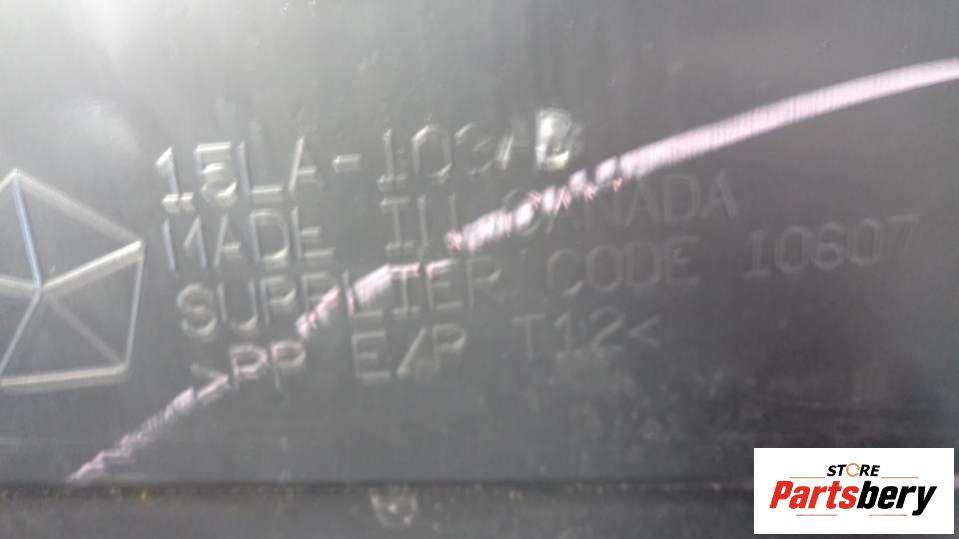 15LA-103AB
MADE IN CANADA
SUPPLIER CODE 10607
>PP E/P T12<
STORE
Partsbery